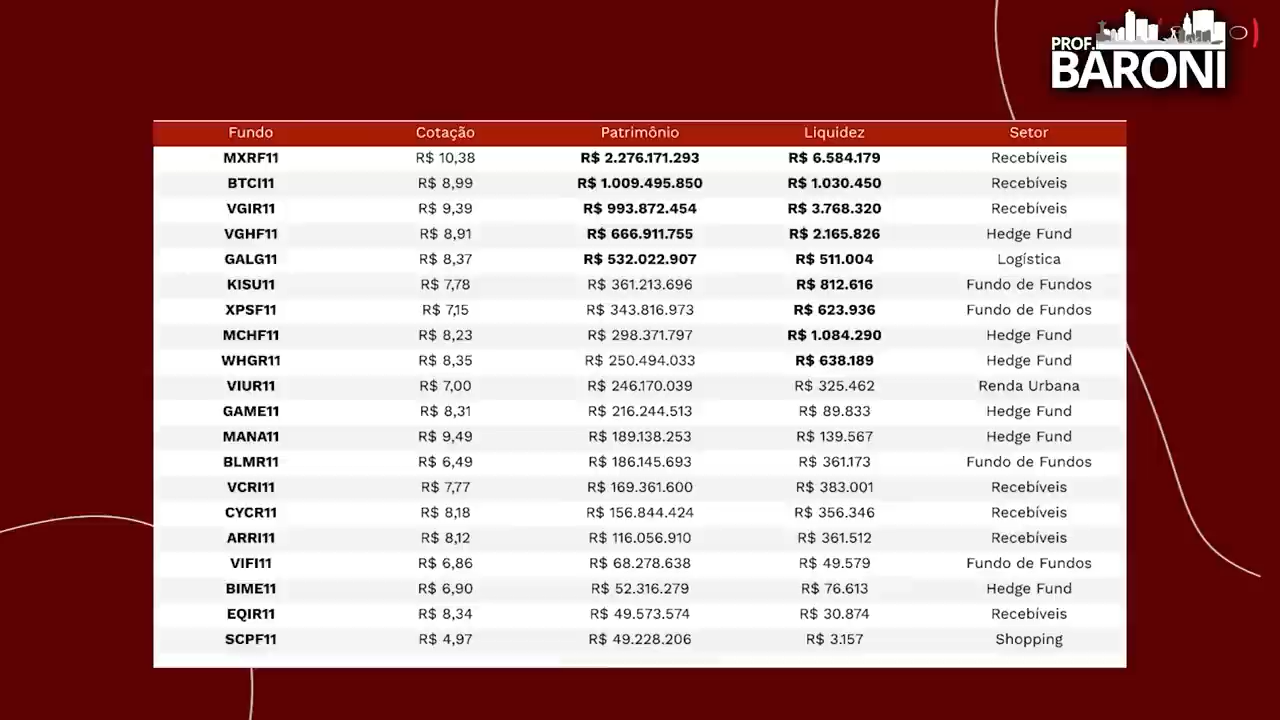 PROF.
BARONI
Fundo Cotação Patrimônio Liquidez Setor
MXRF11 R$ 10,38 R$ 2.276.171.293 R$ 6.584.179 Recebíveis
BTCI11 R$ 8,99 R$ 1.009.495.850 R$ 1.030.450 Recebíveis
VGIR11 R$ 9,39 R$ 993.872.454 R$ 3.768.320 Recebíveis
VGHF11 R$ 8,91 R$ 666.911.755 R$ 2.165.826 Hedge Fund
GALG11 R$ 8,37 R$ 532.022.907 R$ 511.004 Logística
KISU11 R$ 7,78 R$ 361.213.696 R$ 812.616 Fundo de Fundos
XPSF11 R$ 7,15 R$ 343.816.973 R$ 623.936 Fundo de Fundos
MCHF11 R$ 8,23 R$ 298.371.797 R$ 1.084.290 Hedge Fund
WHGR11 R$ 8,35 R$ 250.494.033 R$ 638.189 Hedge Fund
VIUR11 R$ 7,00 R$ 246.170.039 R$ 325.462 Renda Urbana
GAME11 R$ 8,31 R$ 216.244.513 R$ 89.833 Hedge Fund
MANA11 R$ 9,49 R$ 189.138.253 R$ 139.567 Hedge Fund
BLMR11 R$ 6,49 R$ 186.145.693 R$ 361.173 Fundo de Fundos
VCRI11 R$ 7,77 R$ 169.361.600 R$ 383.001 Recebíveis
CYCR11 R$ 8,18 R$ 156.844.424 R$ 356.346 Recebíveis
ARRI11 R$ 8,12 R$ 116.056.910 R$ 361.512 Recebíveis
VIFI11 R$ 6,86 R$ 68.278.638 R$ 49.579 Fundo de Fundos
BIME11 R$ 6,90 R$ 52.316.279 R$ 76.613 Hedge Fund
EQIR11 R$ 8,34 R$ 49.573.574 R$ 30.874 Recebíveis
SCPF11 R$ 4,97 R$ 49.228.206 R$ 3.157 Shopping